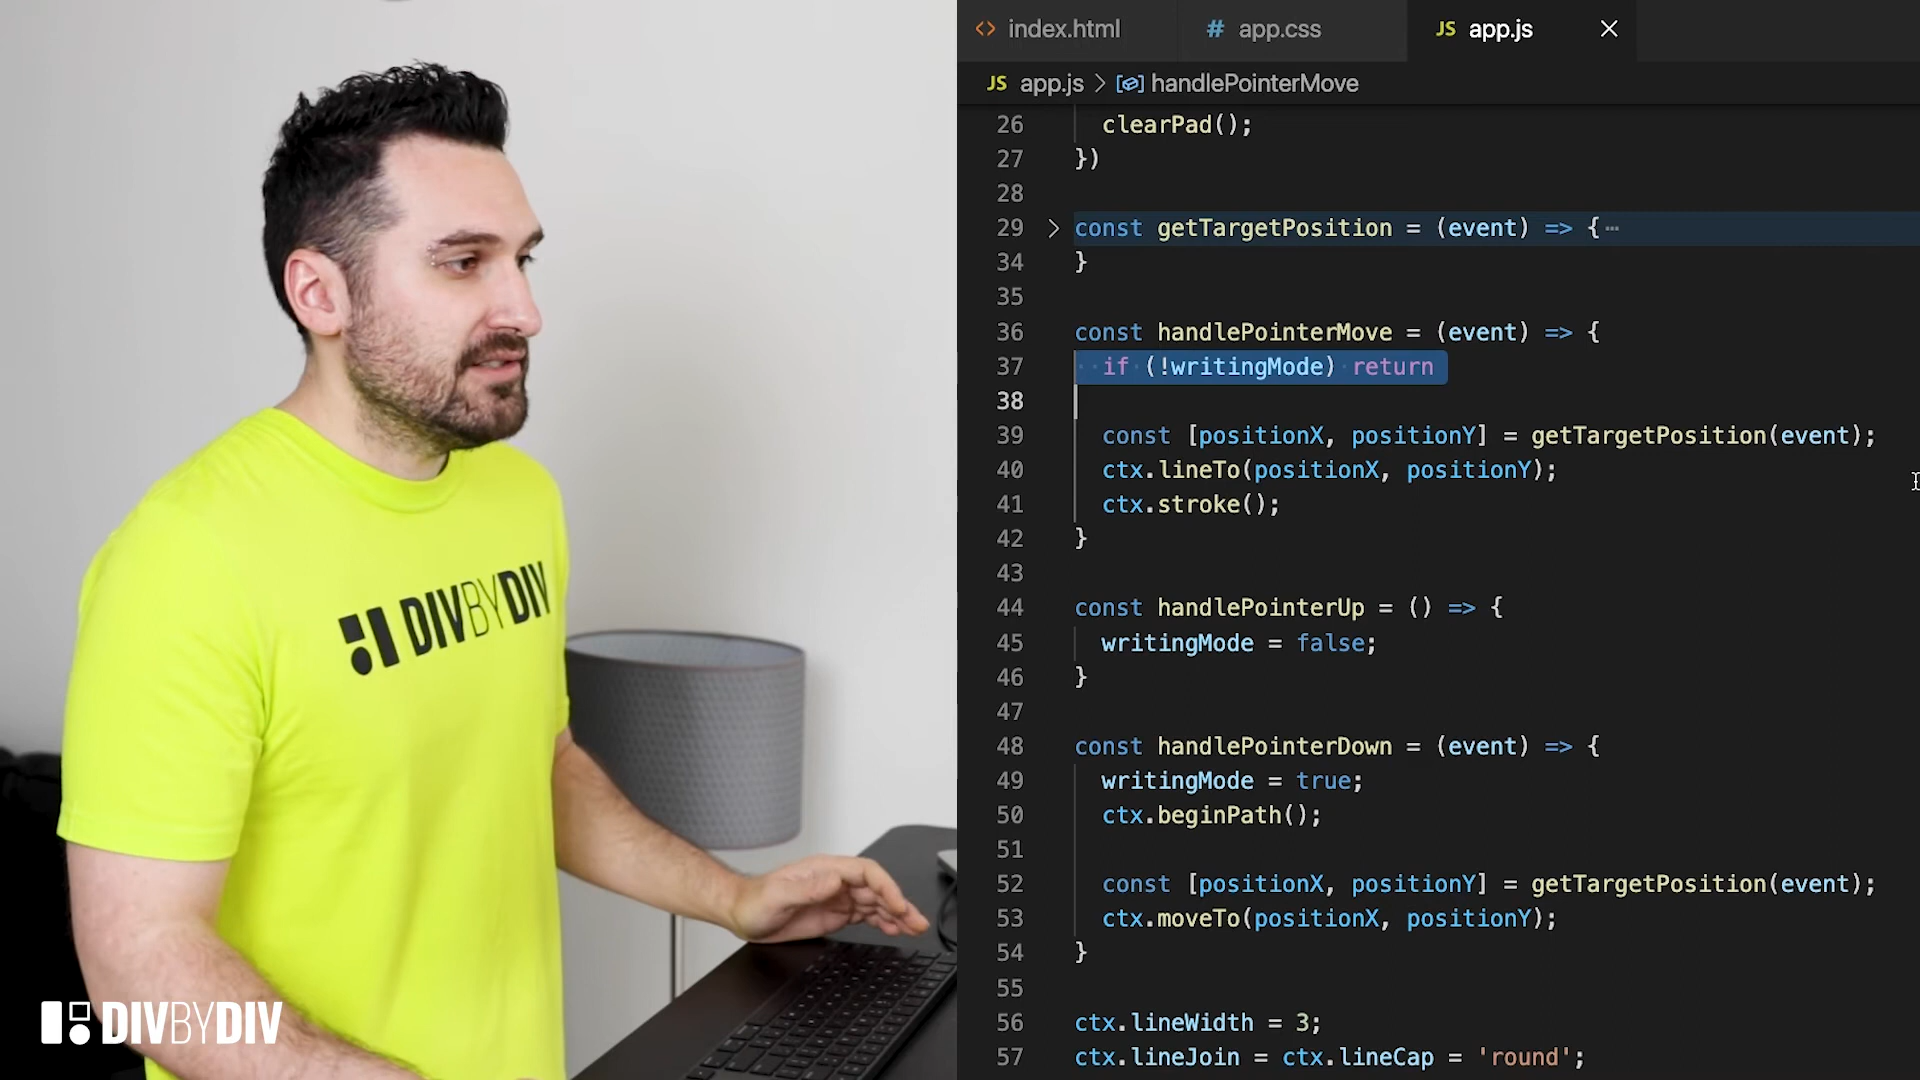 index.html
# app.css
JS app.js
JS app.js > handlePointerMove
26 clearPad();
27 })
28
29 const getTargetPosition = (event) => {…
34 }
35
36 const handlePointerMove = (event) => {
37 if (!writingMode) return
38
39 const [positionX, positionY] = getTargetPosition(event);
40 ctx.lineTo(positionX, positionY);
41 ctx.stroke();
42 }
43
44 const handlePointerUp = () => {
45 writingMode = false;
46 }
47
48 const handlePointerDown = (event) => {
49 writingMode = true;
50 ctx.beginPath();
51
52 const [positionX, positionY] = getTargetPosition(event);
53 ctx.moveTo(positionX, positionY);
54 }
55
56 ctx.lineWidth = 3;
57 ctx.lineJoin = ctx.lineCap = 'round';
DIVBYDIV
DIVBYDIV